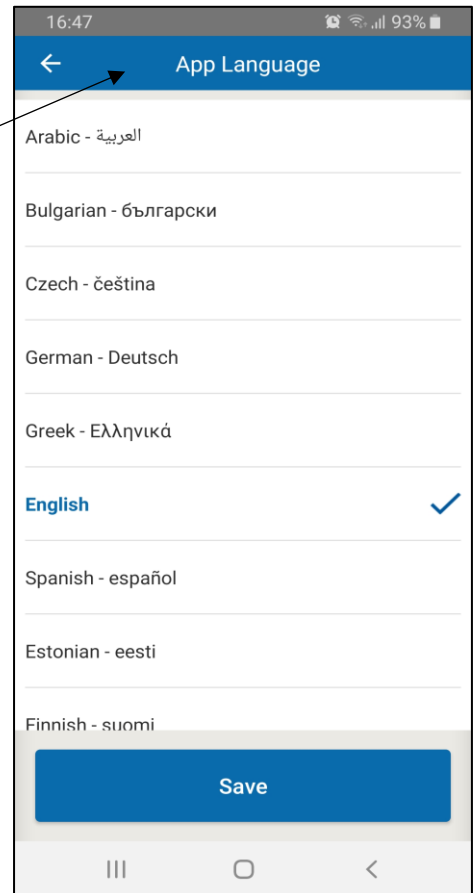 16:47 93%
App Language
Arabic - العربية
Bulgarian - български
Czech - čeština
German - Deutsch
Greek - Ελληνικά
English
Spanish - español
Estonian - eesti
Finnish - suomi
Save